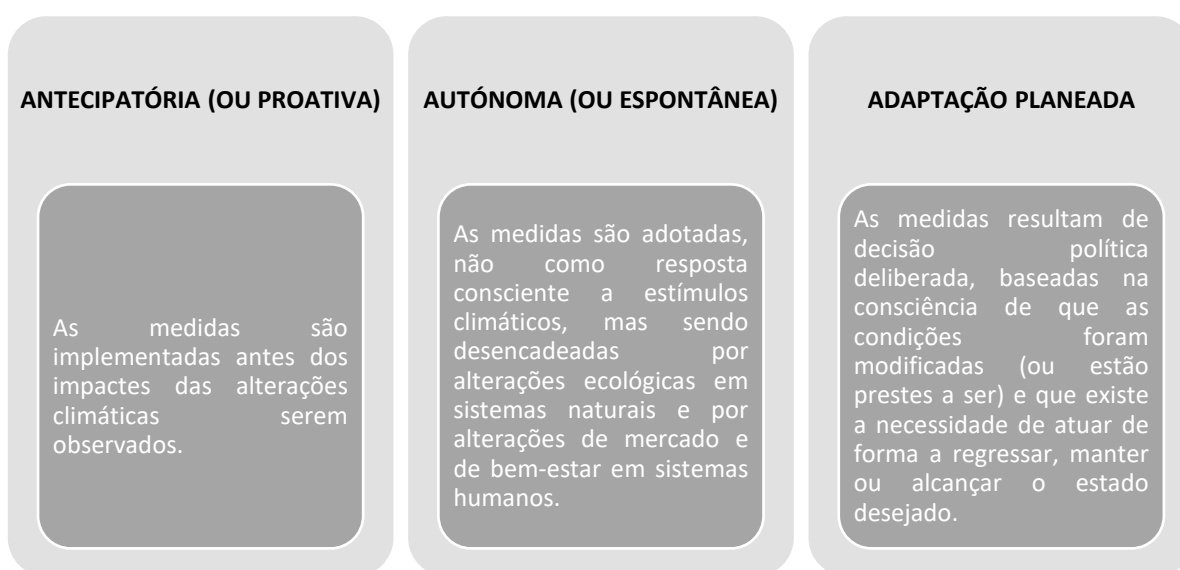 ANTECIPATÓRIA (OU PROATIVA)
As medidas são
implementadas antes dos
impactes das alterações
climáticas serem
observados.
AUTÓNOMA (OU ESPONTÂNEA)
As medidas são adotadas,
não como resposta
consciente a estímulos
climáticos, mas sendo
desencadeadas por
alterações ecológicas em
sistemas naturais e por
alterações de mercado e
de bem-estar em sistemas
humanos.
ADAPTAÇÃO PLANEADA
As medidas resultam de
decisão política
deliberada, baseadas na
consciência de que as
condições foram
modificadas (ou estão
prestes a ser) e que existe
a necessidade de atuar de
forma a regressar, manter
ou alcançar o estado
desejado.